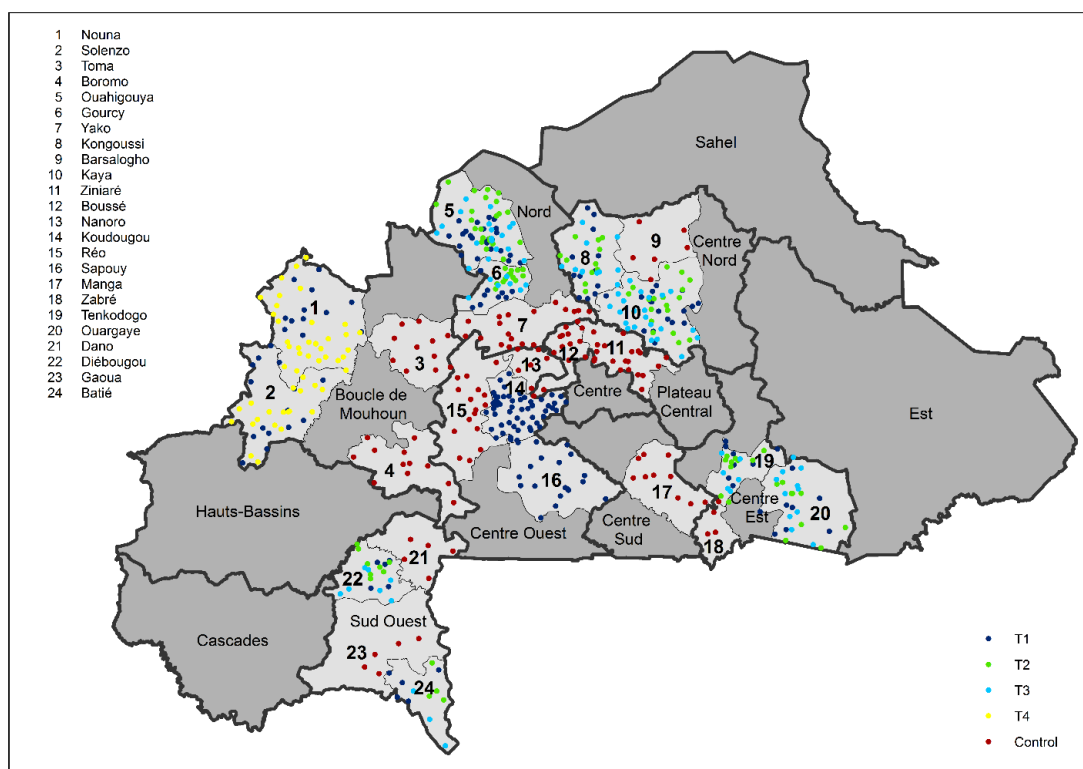 1 Nouna
2 Solenzo
3 Toma
4 Boromo
5 Ouahigouya
6 Gourcy
7 Yako
8 Kongoussi
9 Barsalogho
10 Kaya
11 Ziniaré
12 Boussé
13 Nanoro
14 Koudougou
15 Réo
16 Sapouy
17 Manga
18 Zabré
19 Tenkodogo
20 Ouargaye
21 Dano
22 Diébougou
23 Gaoua
24 Batié
Sahel
5
Nord
9
Centre
Nord
8
6
1
10
7
11
12
3
13
14
2
Boucle de
Mouhoun
15
Centre
Plateau
Central
Est
4
16
17
19
Centre
Est
20
Hauts-Bassins
Centre Ouest
Centre
Sud
18
21
22
Sud Ouest
Cascades
23
24
T1
T2
T3
T4
Control